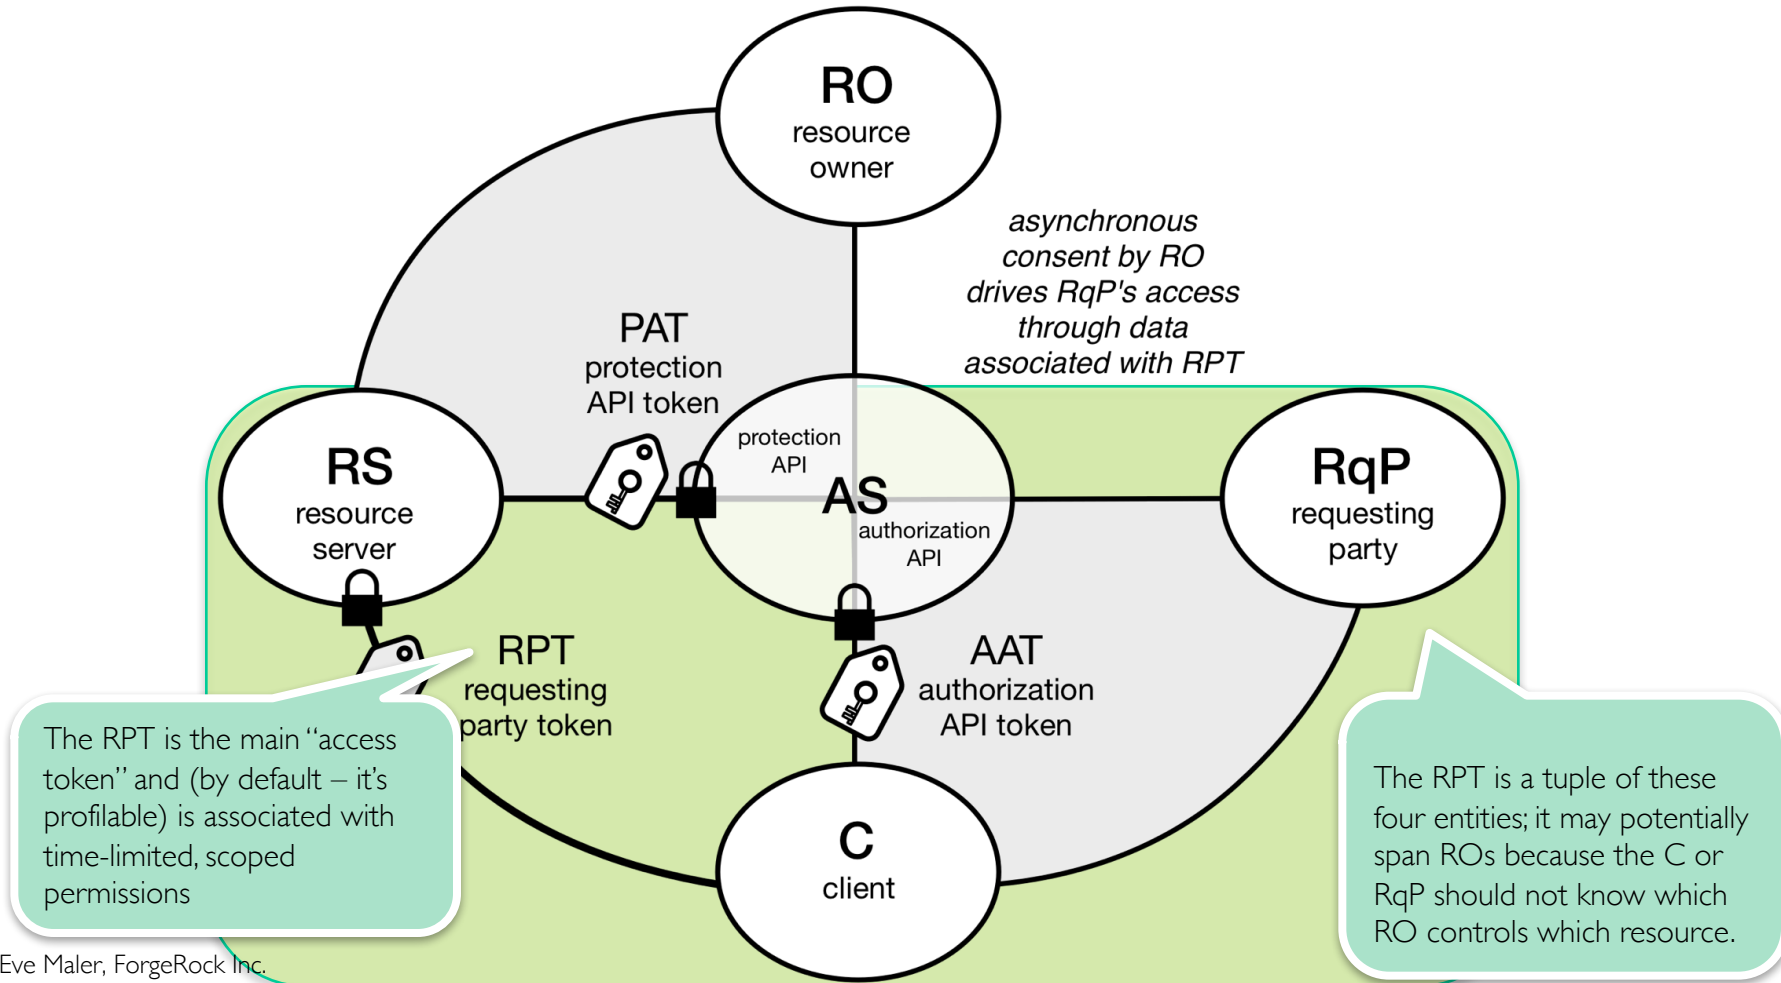 RO
resource
owner
asynchronous
consent by RO
drives RqP's access
through data
associated with RPT
PAT
protection
API token
RS
resource
server
protection
API
AS
authorization
API
RqP
requesting
party
RPT
requesting
party token
AAT
authorization
API token
C
client
The RPT is the main “access
token” and (by default – it’s
profilable) is associated with
time-limited, scoped
permissions
The RPT is a tuple of these
four entities; it may potentially
span ROs because the C or
RqP should not know which
RO controls which resource.
Eve Maler, ForgeRock Inc.